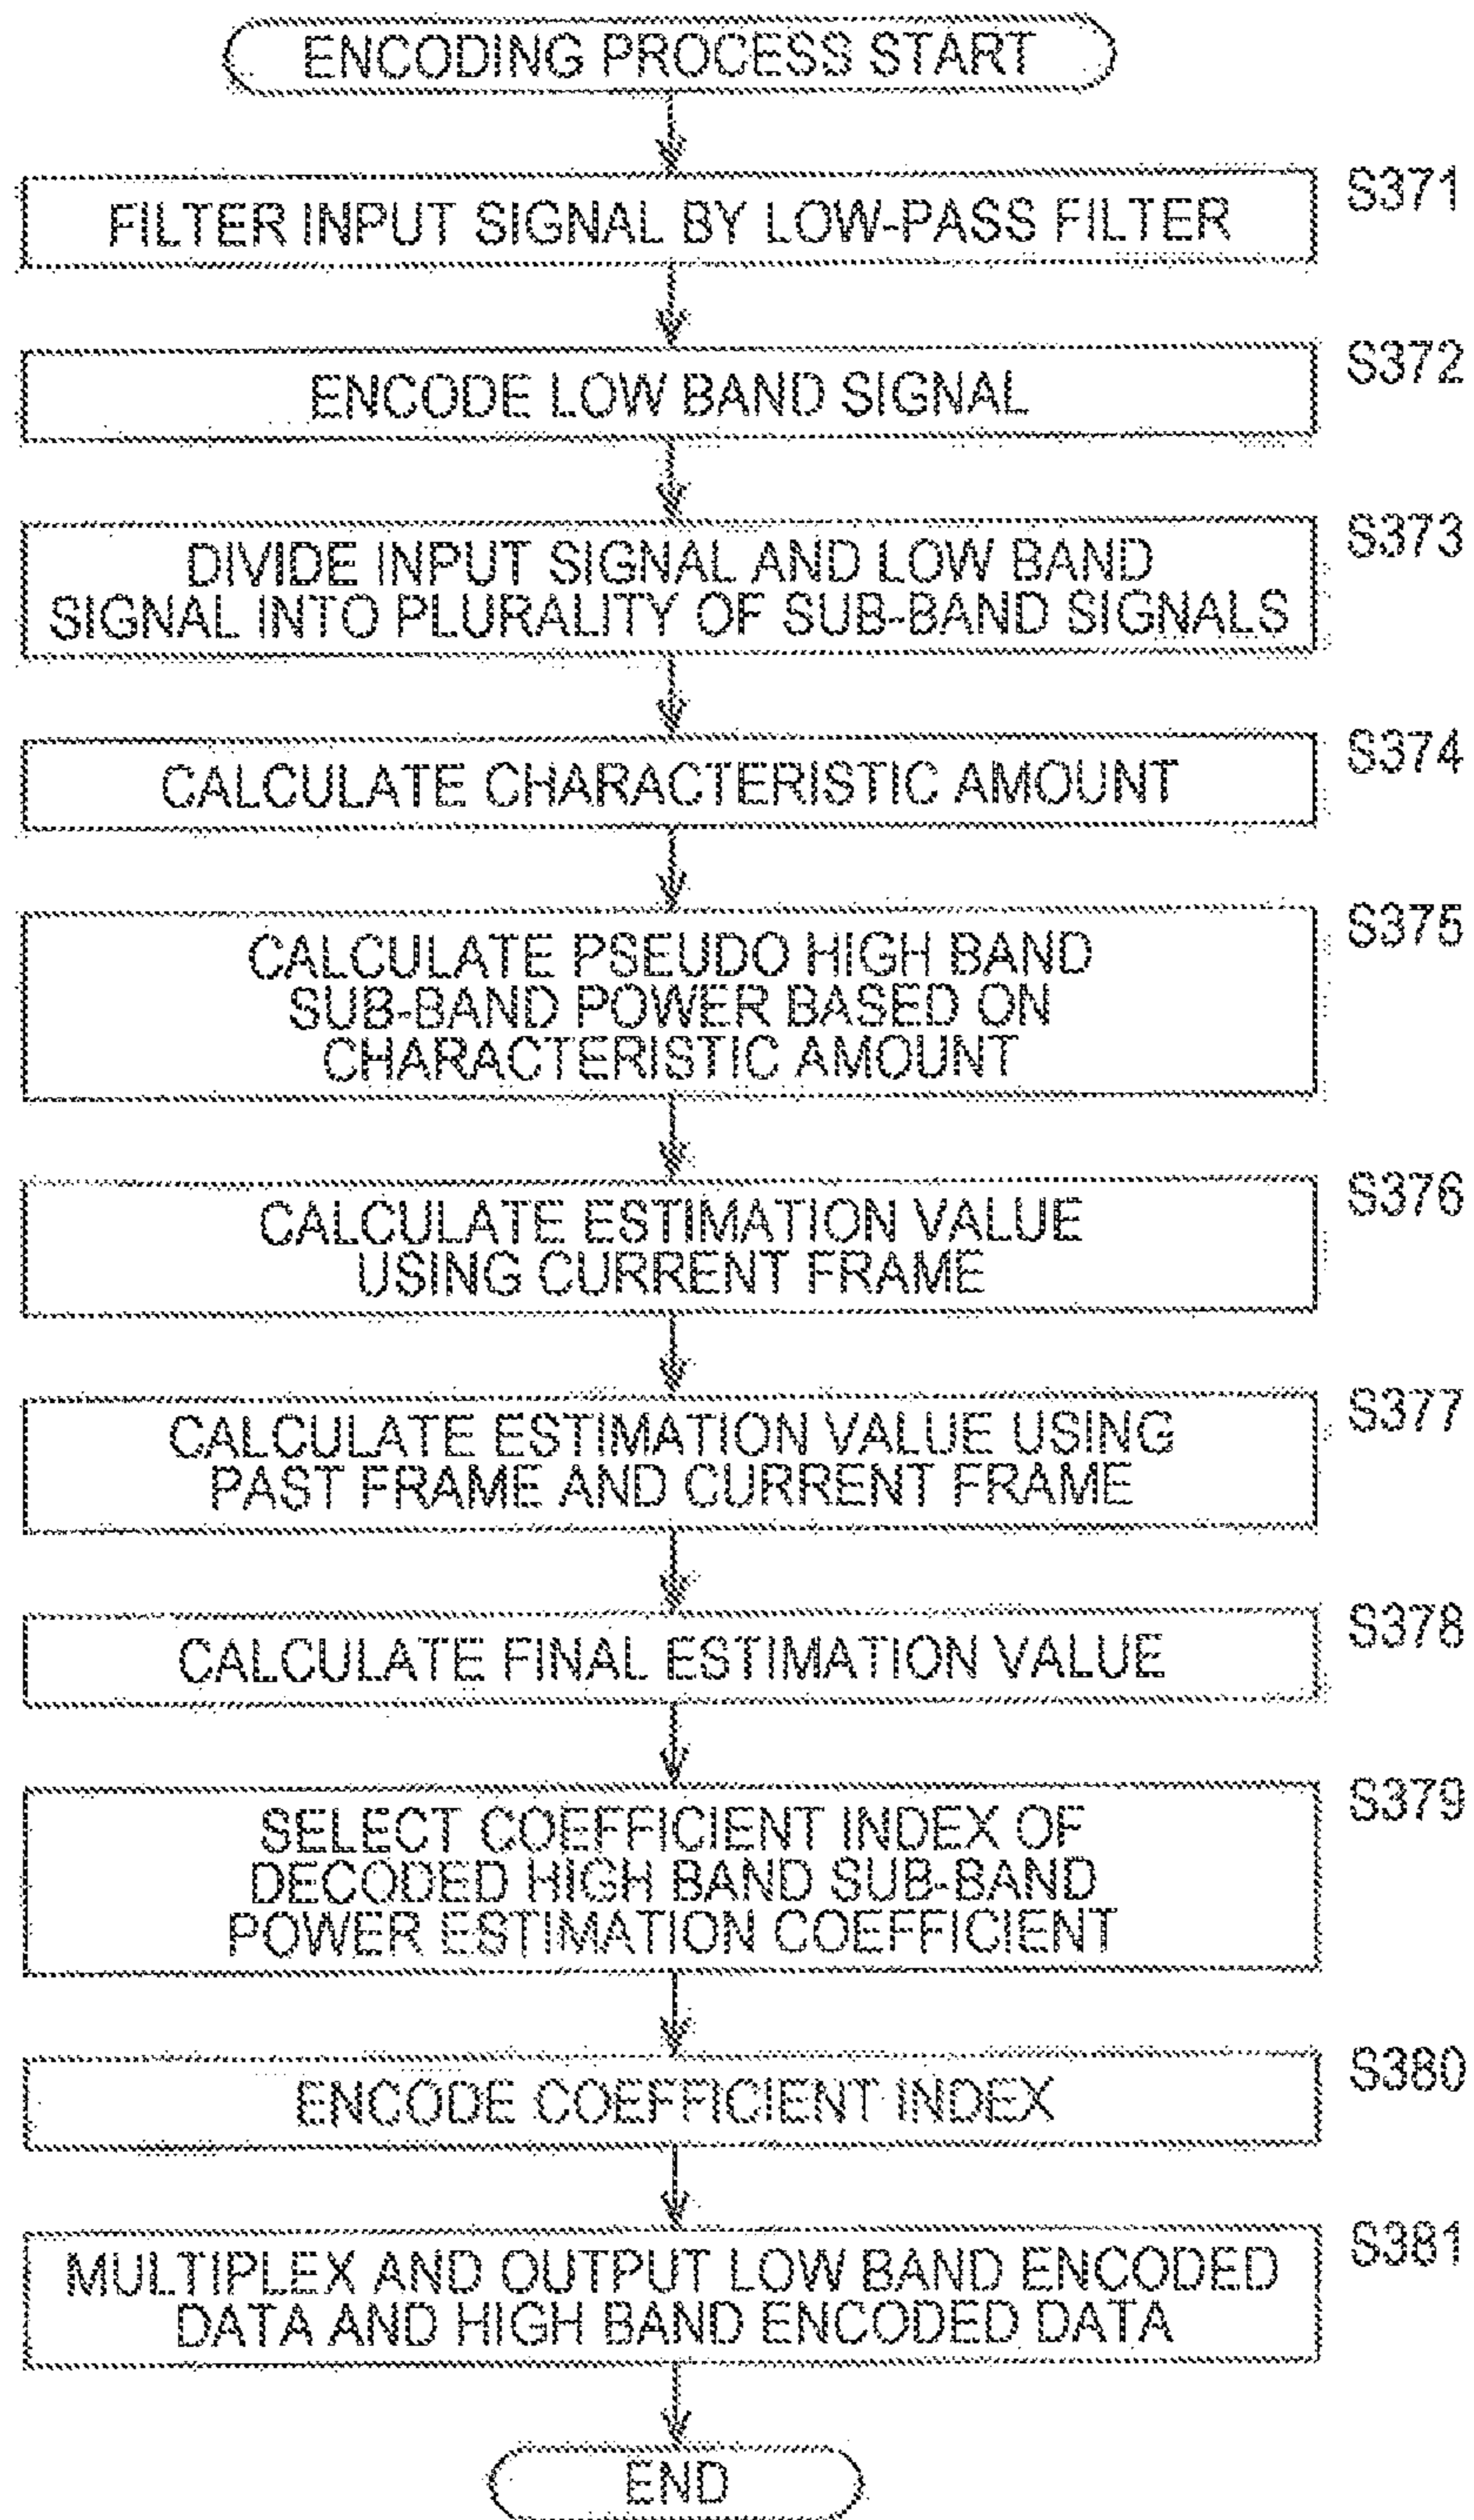 ENCODING PROCESS START
S371
FILTER INPUT SIGNAL BY LOW-PASS FILTER
S372
ENCODE LOW BAND SIGNAL
S373
DIVIDE INPUT SIGNAL AND LOW BAND
SIGNAL INTO PLURALITY OF SUB-BAND SIGNALS
S374
CALCULATE CHARACTERISTIC AMOUNT
S375
CALCULATE PSEUDO HIGH BAND
SUB-BAND POWER BASED ON
CHARACTERISTIC AMOUNT
S376
CALCULATE ESTIMATION VALUE
USING CURRENT FRAME
S377
CALCULATE ESTIMATION VALUE USING
PAST FRAME AND CURRENT FRAME
S378
CALCULATE FINAL ESTIMATION VALUE
S379
SELECT COEFFICIENT INDEX OF
DECODED HIGH BAND SUB-BAND
POWER ESTIMATION COEFFICIENT
S380
ENCODE COEFFICIENT INDEX
S381
MULTIPLEX AND OUTPUT LOW BAND ENCODED
DATA AND HIGH BAND ENCODED DATA
END